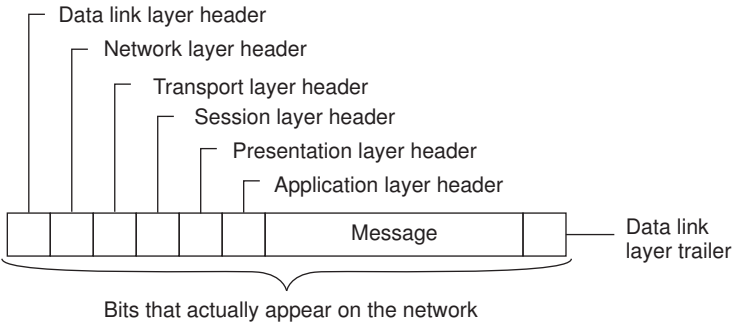 Data link layer header
Network layer header
Transport layer header
Session layer header
Presentation layer header
Application layer header
Message
Data link
layer trailer
Bits that actually appear on the network